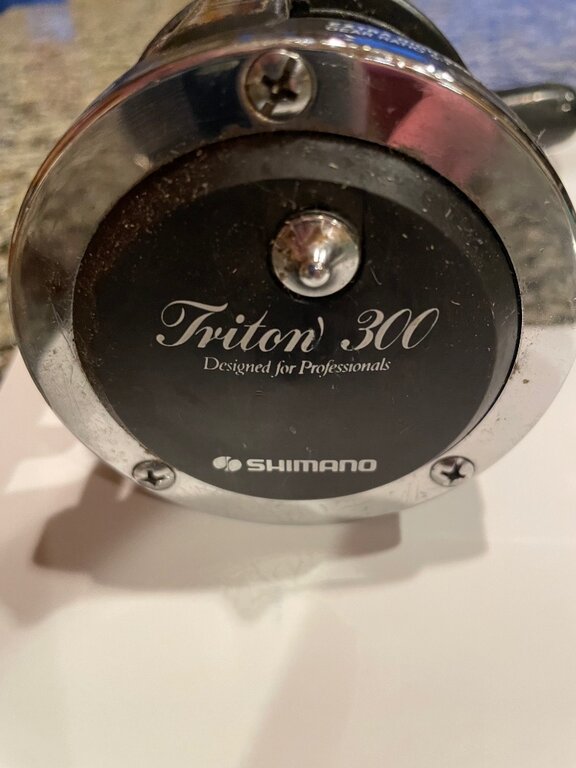 Triton 300
Designed for Professionals
SHIMANO